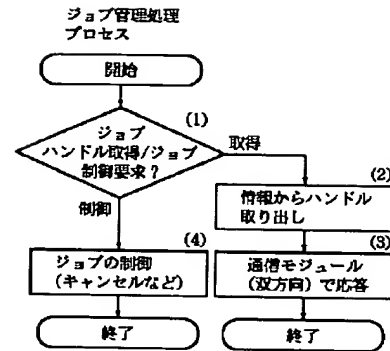 ジョブ管理処理
プロセス
開始
(1)
ジョブ
ハンドル取得/ジョブ
制御要求？
取得
制御
(2)
情報からハンドル
取り出し
(3)
通信モジュール
(双方向)で応答
(4)
ジョブの制御
(キャンセルなど)
終了
終了